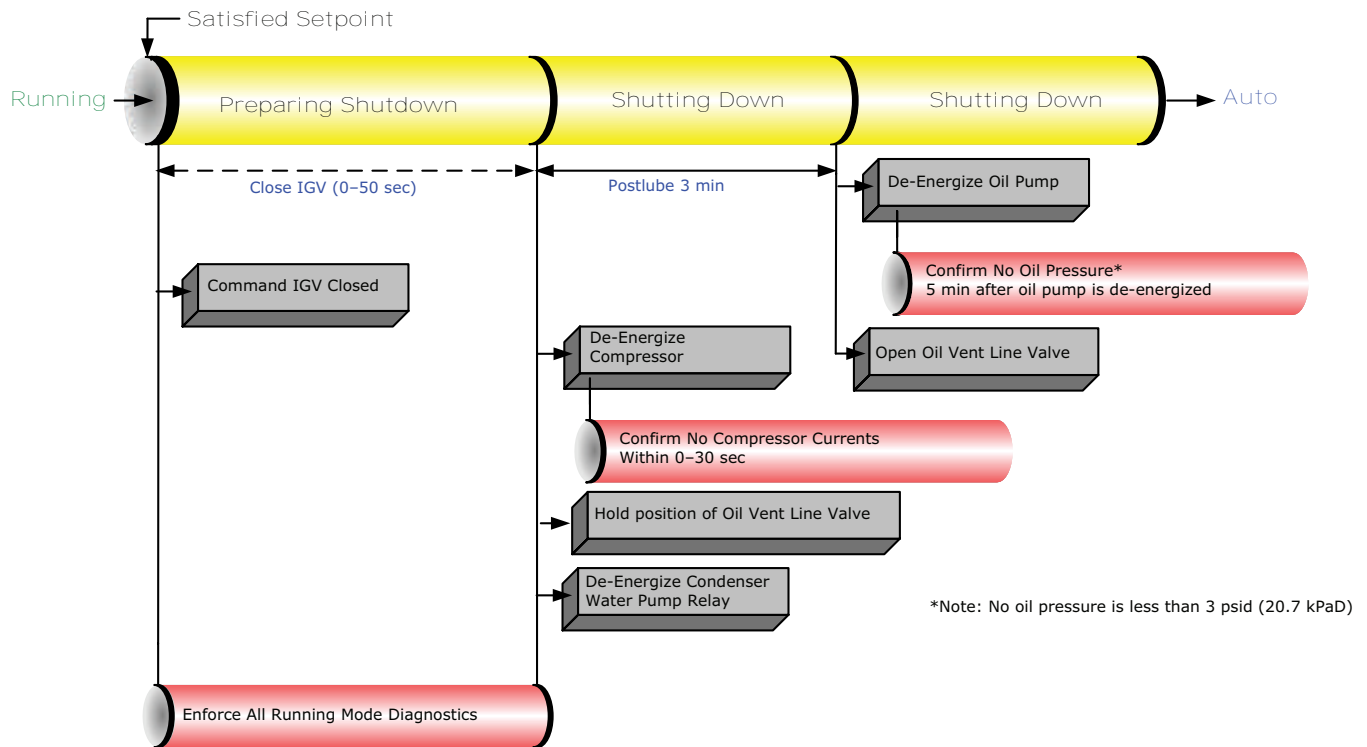 Satisfied Setpoint
Running
Preparing Shutdown
Shutting Down
Shutting Down
Auto
Close IGV (0–50 sec)
Postlube 3 min
De-Energize Oil Pump
Confirm No Oil Pressure*
5 min after oil pump is de-energized
Command IGV Closed
De-Energize
Compressor
Open Oil Vent Line Valve
Confirm No Compressor Currents
Within 0–30 sec
Hold position of Oil Vent Line Valve
De-Energize Condenser
Water Pump Relay
*Note: No oil pressure is less than 3 psid (20.7 kPaD)
Enforce All Running Mode Diagnostics